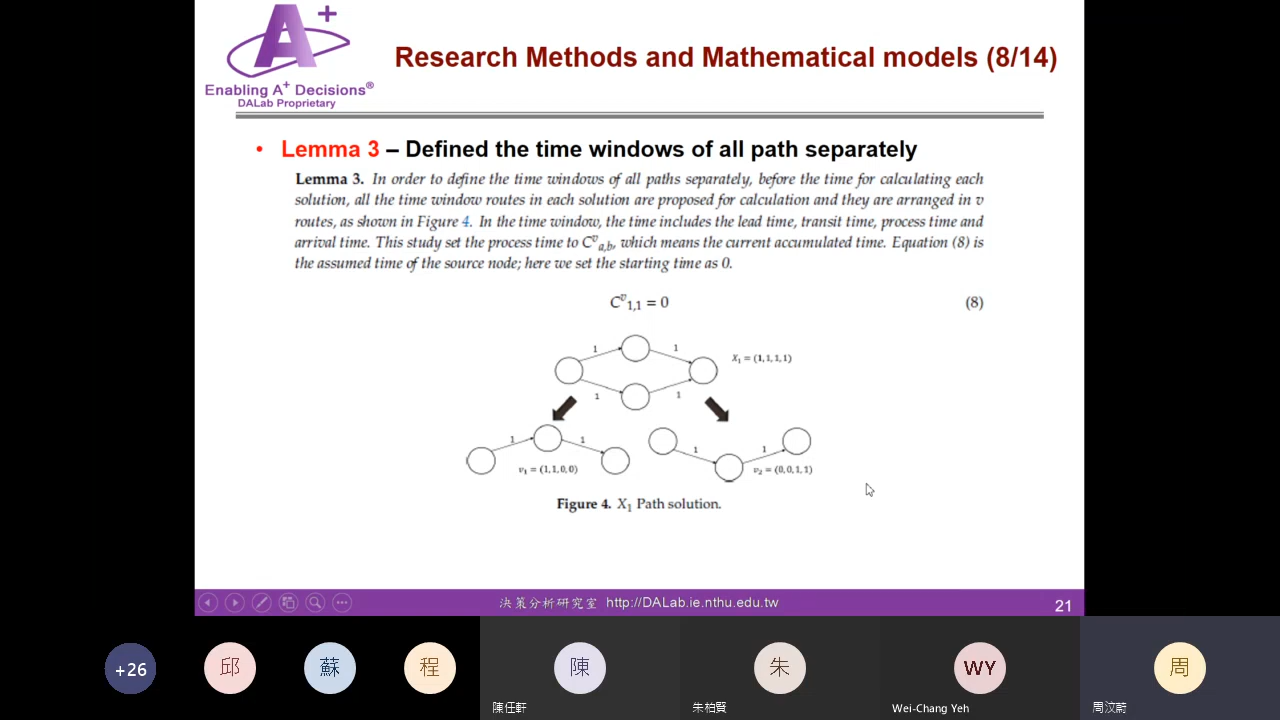 A+
Enabling A+ Decisions®
DALab Proprietary
Research Methods and Mathematical models (8/14)
• Lemma 3 – Defined the time windows of all path separately
Lemma 3. In order to define the time windows of all paths separately, before the time for calculating each
solution, all the time window routes in each solution are proposed for calculation and they are arranged in v
routes, as shown in Figure 4. In the time window, the time includes the lead time, transit time, process time and
arrival time. This study set the process time to C^v_{a,b}, which means the current accumulated time. Equation (8) is
the assumed time of the source node; here we set the starting time as 0.
C^v_{1,1} = 0 (8)
1 1
X₁ = (1,1,1,1)
1 1
1 1
v₁ = (1,1,0,0)
1 1
v₂ = (0,0,1,1)
Figure 4. X₁ Path solution.
決策分析研究室 http://DALab.ie.nthu.edu.tw
21
+26
邱
蘇
程
陳
陳任軒
朱
朱柏賢
WY
Wei-Chang Yeh
周
周汶蔚